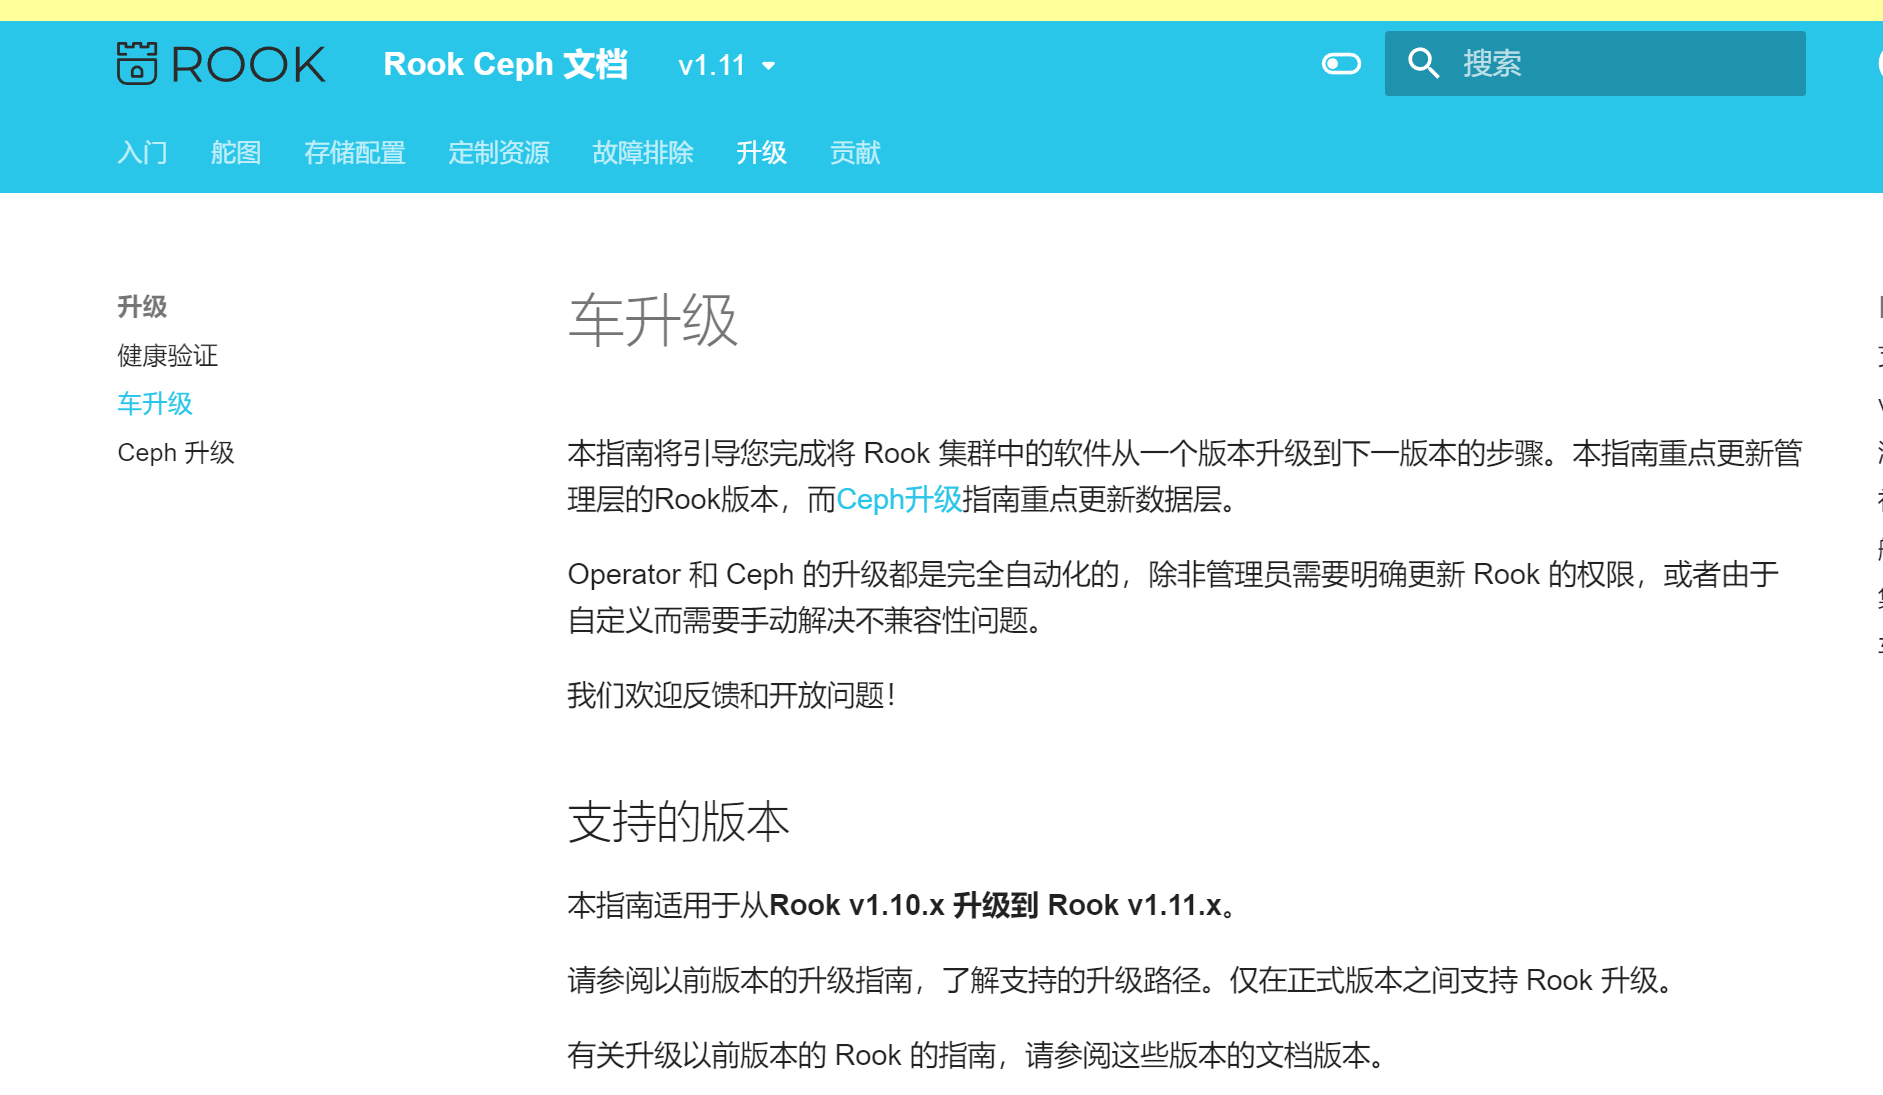 ROOK Rook Ceph 文档 v1.11 搜索
入门 舵图 存储配置 定制资源 故障排除 升级 贡献
升级
健康验证
车升级
Ceph 升级
车升级
本指南将引导您完成将 Rook 集群中的软件从一个版本升级到下一版本的步骤。本指南重点更新管
理层的Rook版本，而Ceph升级指南重点更新数据层。
Operator 和 Ceph 的升级都是完全自动化的，除非管理员需要明确更新 Rook 的权限，或者由于
自定义而需要手动解决不兼容性问题。
我们欢迎反馈和开放问题！
支持的版本
本指南适用于从Rook v1.10.x 升级到 Rook v1.11.x。
请参阅以前版本的升级指南，了解支持的升级路径。仅在正式版本之间支持 Rook 升级。
有关升级以前版本的 Rook 的指南，请参阅这些版本的文档版本。